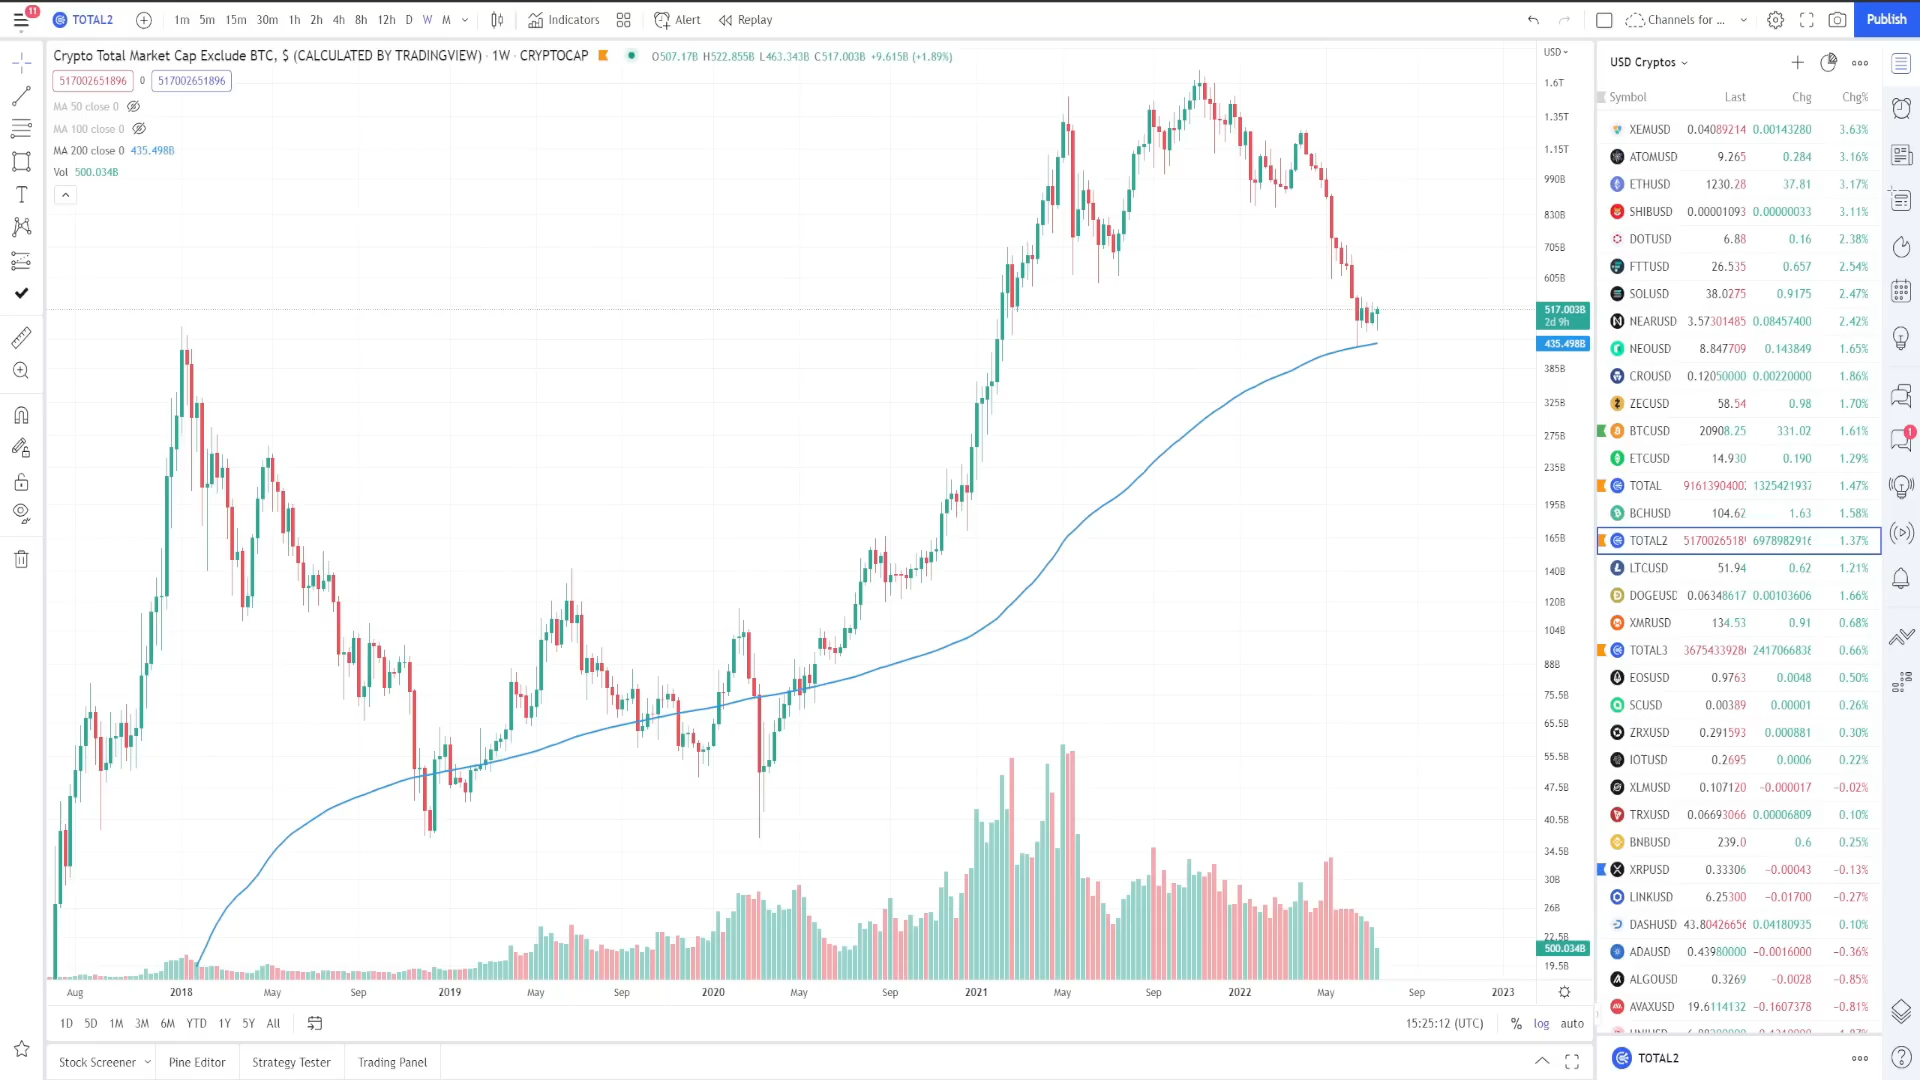 11
TOTAL2
1m 5m 15m 30m 1h 2h 4h 8h 12h D W M
Indicators
Alert
Replay
Channels for ...
Publish
Crypto Total Market Cap Exclude BTC, $ (CALCULATED BY TRADINGVIEW) · 1W · CRYPTOCAP
O507.17B H522.855B L463.343B C517.003B +9.615B (+1.89%)
517002651896 0 517002651896
MA 50 close 0
MA 100 close 0
MA 200 close 0 435.498B
Vol 500.034B
USD
1.6T
1.35T
1.15T
990B
830B
705B
605B
517.003B
2d 9h
435.498B
385B
325B
275B
235B
195B
165B
140B
120B
104B
88B
75.5B
65.5B
55.5B
47.5B
40.5B
34.5B
30B
26B
22.5B
500.034B
19.5B
Aug 2018 May Sep 2019 May Sep 2020 May Sep 2021 May Sep 2022 May Sep 2023
1D 5D 1M 3M 6M YTD 1Y 5Y All
15:25:12 (UTC) % log auto
Stock Screener Pine Editor Strategy Tester Trading Panel
USD Cryptos
Symbol Last Chg Chg%
XEMUSD 0.04089214 0.00143280 3.63%
ATOMUSD 9.265 0.284 3.16%
ETHUSD 1230.28 37.81 3.17%
SHIBUSD 0.00001093 0.00000033 3.11%
DOTUSD 6.88 0.16 2.38%
FTTUSD 26.535 0.657 2.54%
SOLUSD 38.0275 0.9175 2.47%
NEARUSD 3.57301485 0.08457400 2.42%
NEOUSD 8.847709 0.143849 1.65%
CROUSD 0.12050000 0.00220000 1.86%
ZECUSD 58.54 0.98 1.70%
BTCUSD 20908.25 331.02 1.61%
ETCUSD 14.930 0.190 1.29%
TOTAL 91613904002 1325421937 1.47%
BCHUSD 104.62 1.63 1.58%
TOTAL2 5170026518 6978982916 1.37%
LTCUSD 51.94 0.62 1.21%
DOGEUSD 0.06348617 0.00103606 1.66%
XMRUSD 134.53 0.91 0.68%
TOTAL3 3675433928 2417066838 0.66%
EOSUSD 0.9763 0.0048 0.50%
SCUSD 0.00389 0.00001 0.26%
ZRXUSD 0.291593 0.000881 0.30%
IOTUSD 0.2695 0.0006 0.22%
XLMUSD 0.107120 −0.000017 −0.02%
TRXUSD 0.06693066 0.00006809 0.10%
BNBUSD 239.0 0.6 0.25%
XRPUSD 0.33306 −0.00043 −0.13%
LINKUSD 6.25300 −0.01700 −0.27%
DASHUSD 43.80426656 0.04180935 0.10%
ADAUSD 0.43980000 −0.0016000 −0.36%
ALGOUSD 0.3269 −0.0028 −0.85%
AVAXUSD 19.6114132 −0.1607378 −0.81%
TOTAL2
1